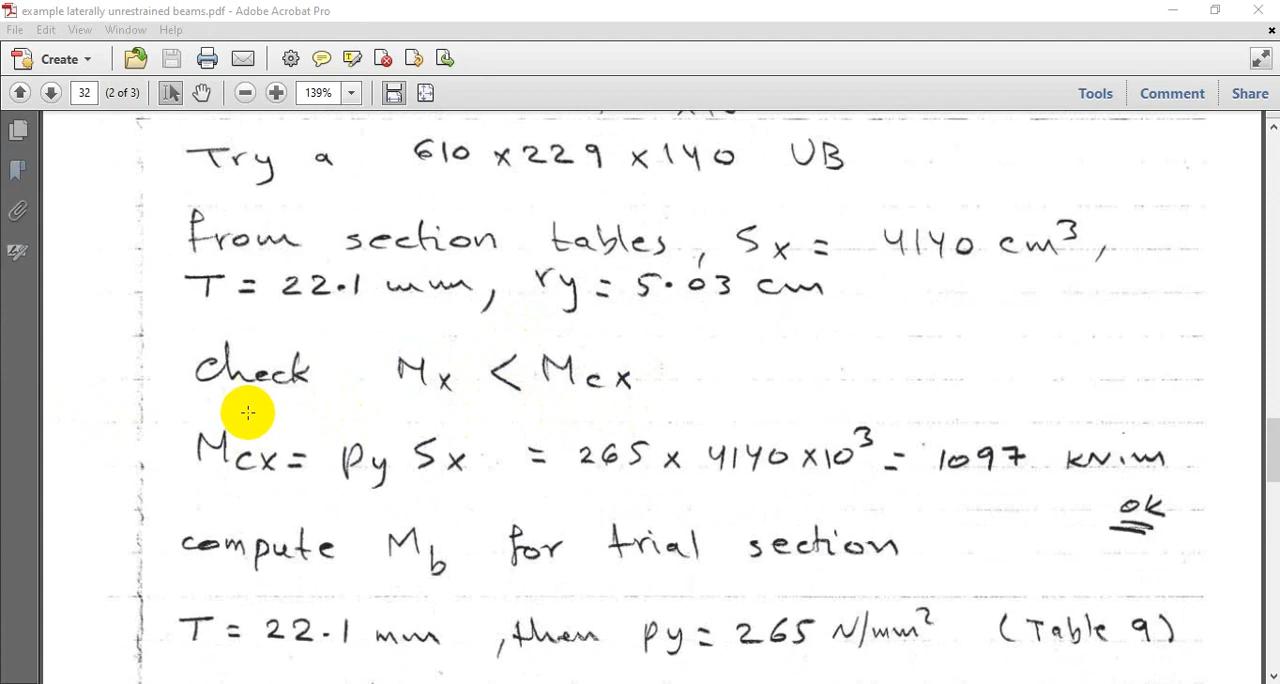 example laterally unrestrained beams.pdf - Adobe Acrobat Pro
File Edit View Window Help
Create
32 (2 of 3) 139% Tools Comment Share
Try a 610 x 229 x 140 UB
from section tables, Sx = 4140 cm³,
T = 22.1 mm, ry = 5.03 cm
check Mx < Mcx
Mcx = py Sx = 265 x 4140 x 10³ = 1097 kN.m
ok
compute Mb for trial section
T = 22.1 mm, then py = 265 N/mm² (Table 9)